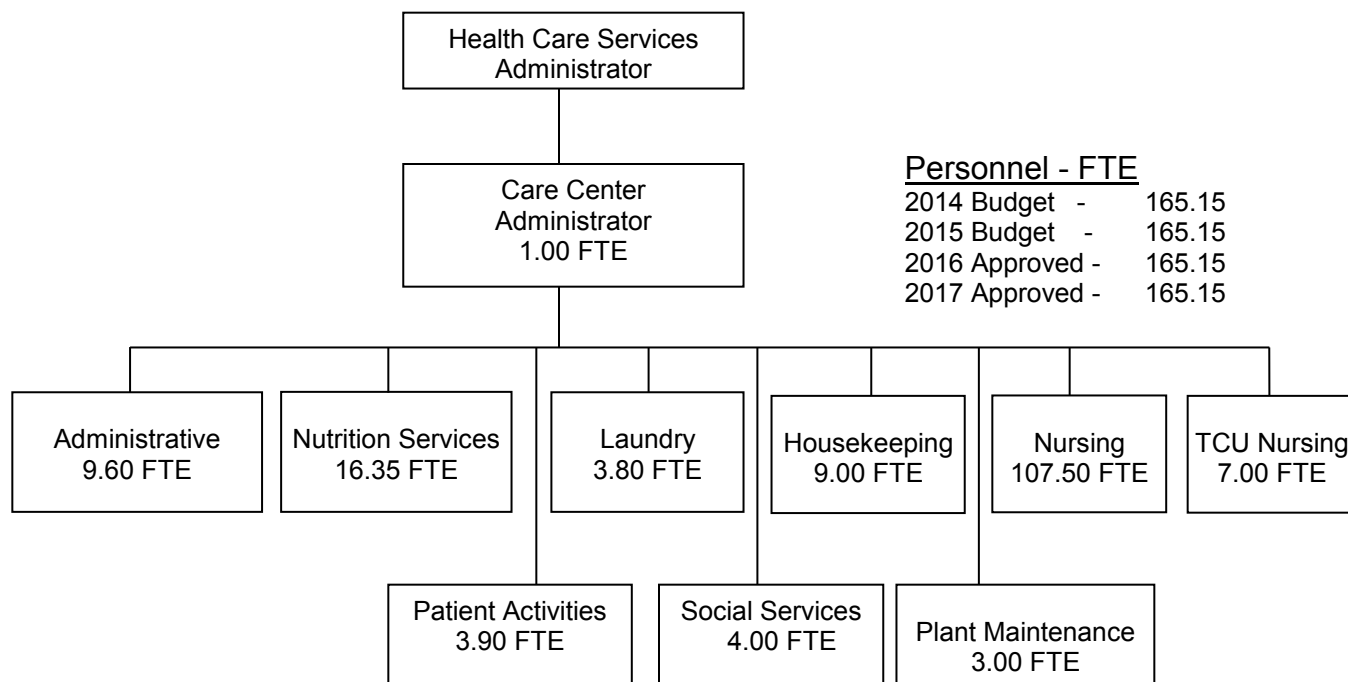 Health Care Services
Administrator
Care Center
Administrator
1.00 FTE
Personnel - FTE
2014 Budget - 165.15
2015 Budget - 165.15
2016 Approved - 165.15
2017 Approved - 165.15
Administrative
9.60 FTE
Nutrition Services
16.35 FTE
Laundry
3.80 FTE
Housekeeping
9.00 FTE
Nursing
107.50 FTE
TCU Nursing
7.00 FTE
Patient Activities
3.90 FTE
Social Services
4.00 FTE
Plant Maintenance
3.00 FTE